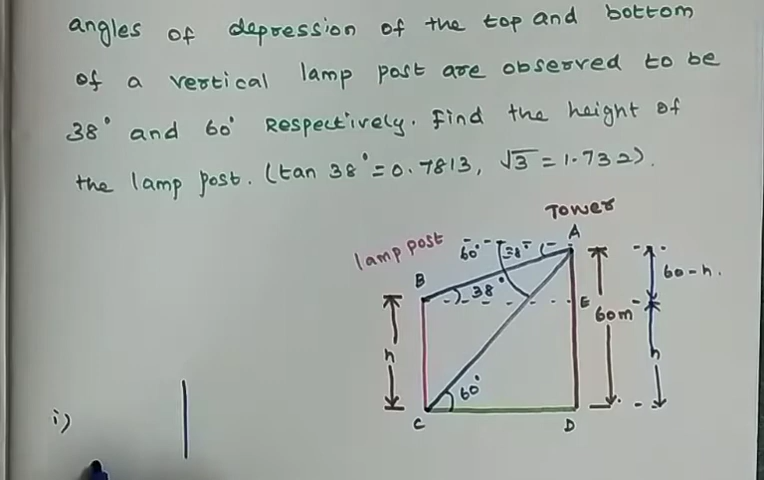 angles of depression of the top and bottom
of a vertical lamp post are observed to be
38° and 60° Respectively. Find the height of
the lamp post. (tan 38°=0.7813, √3 = 1.732).
Tower
lamp post
60° 38° A
B
38°
E
60m
60-h.
h
h
60°
C
D
i)